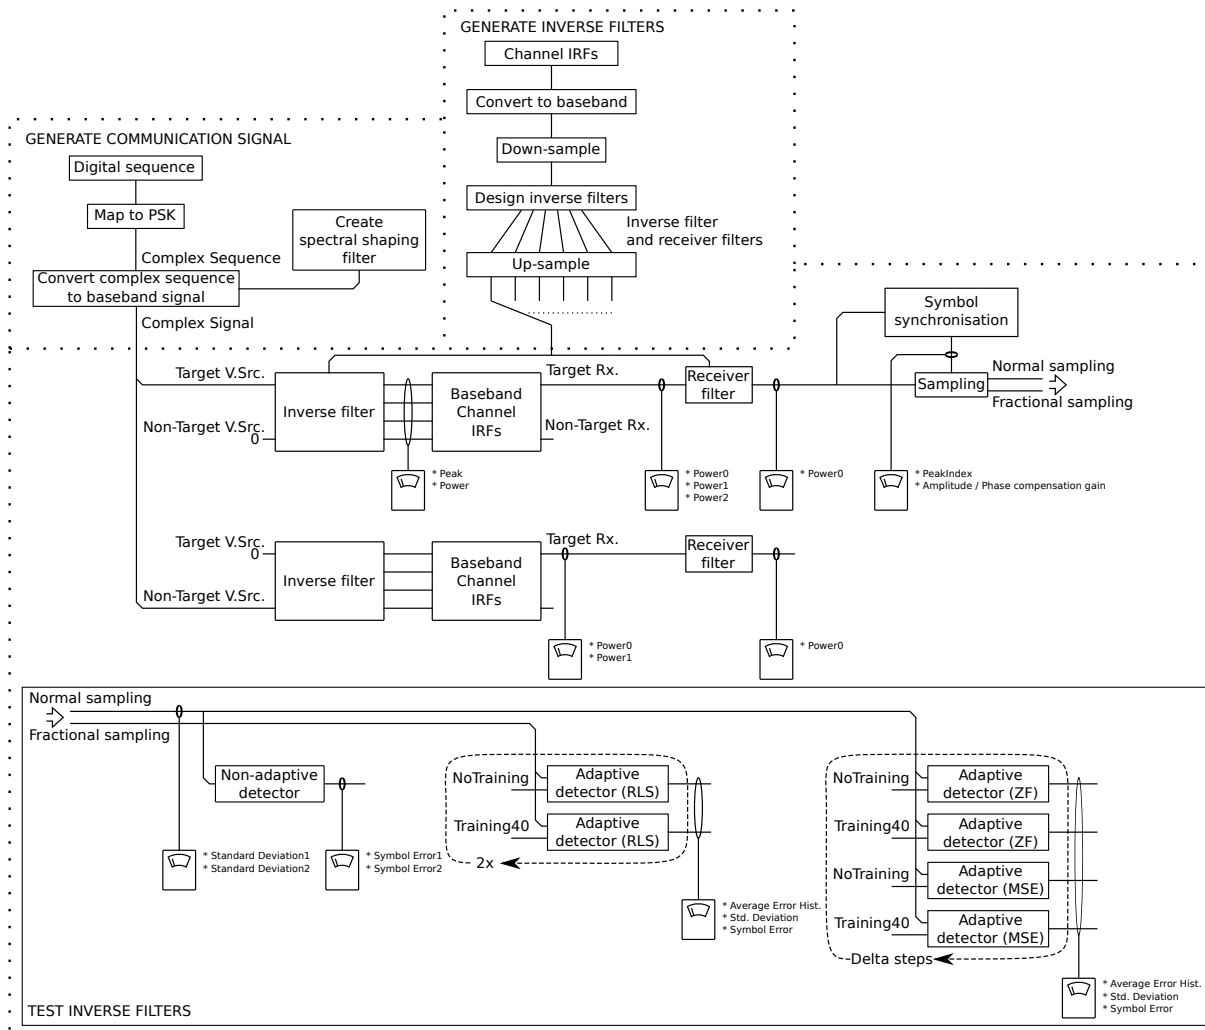 GENERATE INVERSE FILTERS
Channel IRFs
Convert to baseband
Down-sample
Design inverse filters
Inverse filter
and receiver filters
Up-sample
GENERATE COMMUNICATION SIGNAL
Digital sequence
Map to PSK
Create
spectral shaping
filter
Complex Sequence
Convert complex sequence
to baseband signal
Complex Signal
Symbol
synchronisation
Target V.Src.
Non-Target V.Src.
0
Inverse filter
Baseband
Channel
IRFs
Target Rx.
Non-Target Rx.
Receiver
filter
Sampling
Normal sampling
Fractional sampling
* Peak
* Power
* Power0
* Power1
* Power2
* Power0
* PeakIndex
* Amplitude / Phase compensation gain
Target V.Src.
0
Non-Target V.Src.
Inverse filter
Baseband
Channel
IRFs
Target Rx.
Receiver
filter
* Power0
* Power1
* Power0
Normal sampling
Fractional sampling
Non-adaptive
detector
* Standard Deviation1
* Standard Deviation2
* Symbol Error1
* Symbol Error2
NoTraining
Adaptive
detector (RLS)
Training40
Adaptive
detector (RLS)
2x
* Average Error Hist.
* Std. Deviation
* Symbol Error
NoTraining
Adaptive
detector (ZF)
Training40
Adaptive
detector (ZF)
NoTraining
Adaptive
detector (MSE)
Training40
Adaptive
detector (MSE)
Delta steps
* Average Error Hist.
* Std. Deviation
* Symbol Error
TEST INVERSE FILTERS